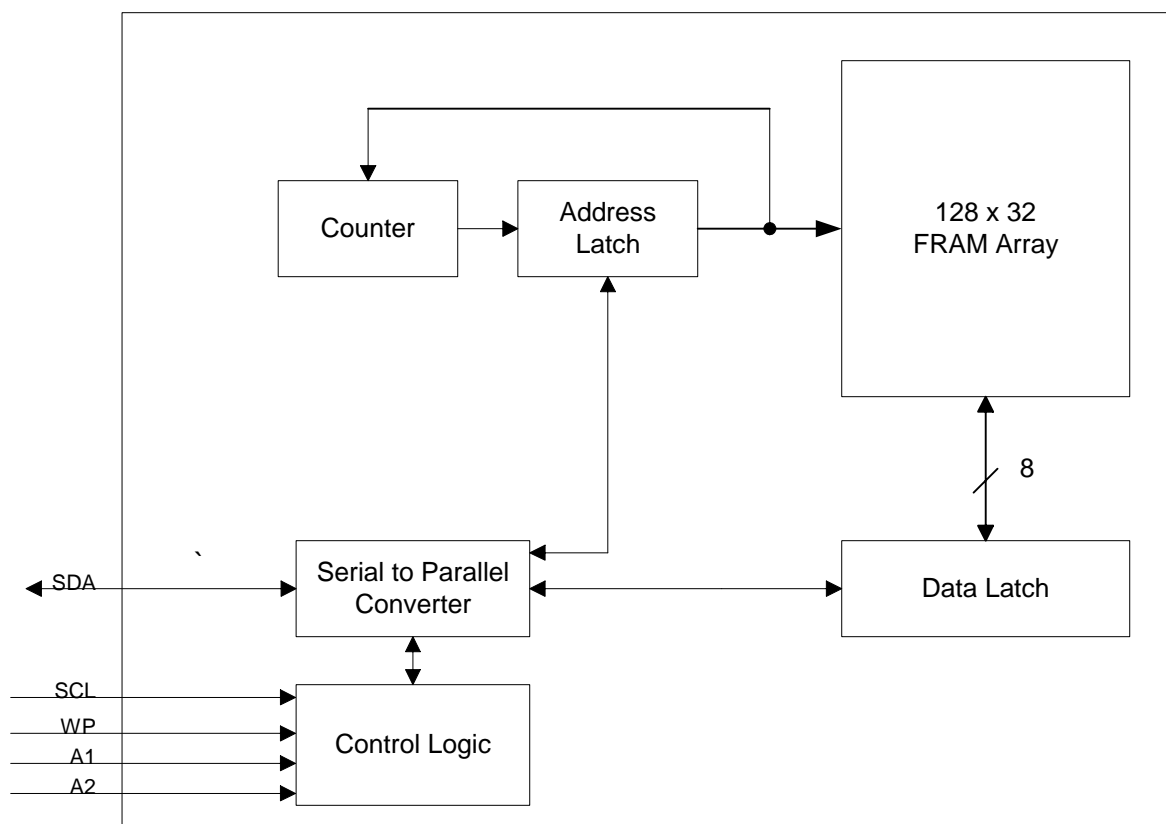 Counter
Address
Latch
128 x 32
FRAM Array
8
`
SDA
Serial to Parallel
Converter
Data Latch
SCL
WP
A1
A2
Control Logic